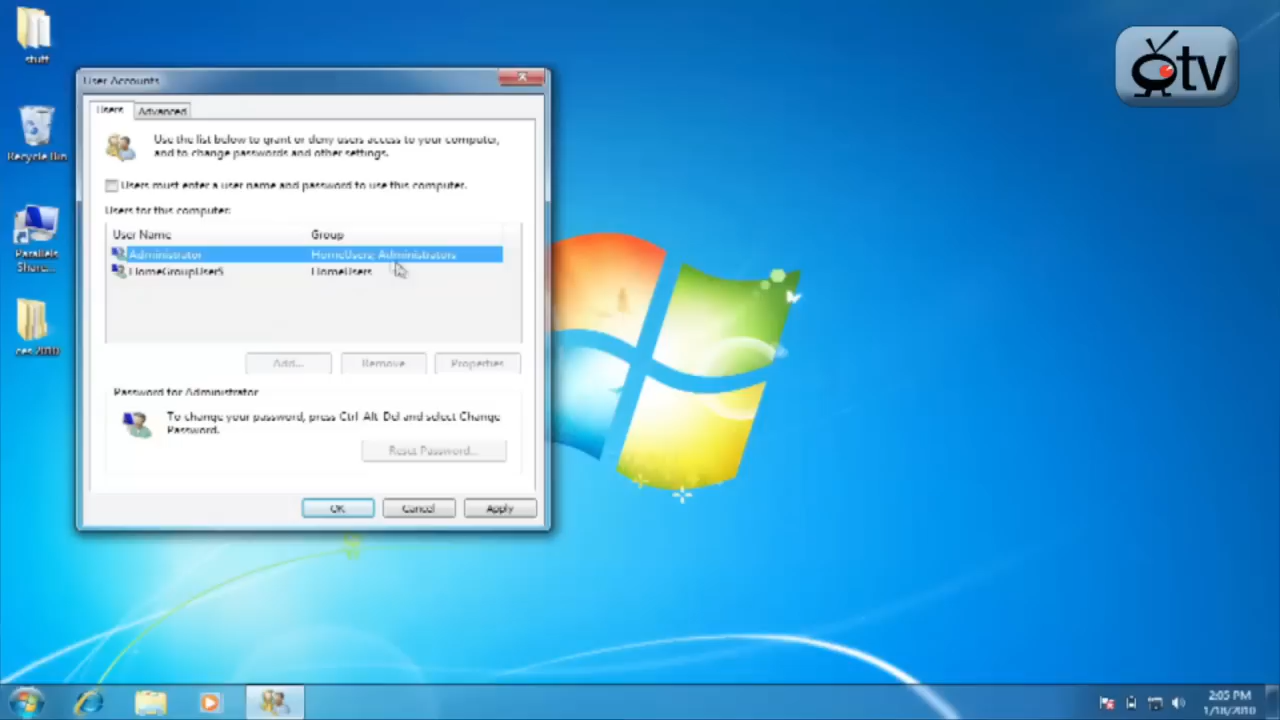 stuff
Recycle Bin
Parallels
Share...
ces 2010
User Accounts
Users
Advanced
Use the list below to grant or deny users access to your computer,
and to change passwords and other settings.
Users must enter a user name and password to use this computer.
Users for this computer:
User Name
Group
Administrator
HomeUsers; Administrators
HomeGroupUser$
HomeUsers
Add...
Remove
Properties
Password for Administrator
To change your password, press Ctrl-Alt-Del and select Change
Password.
Reset Password...
OK
Cancel
Apply
tv
2:05 PM
1/18/2010